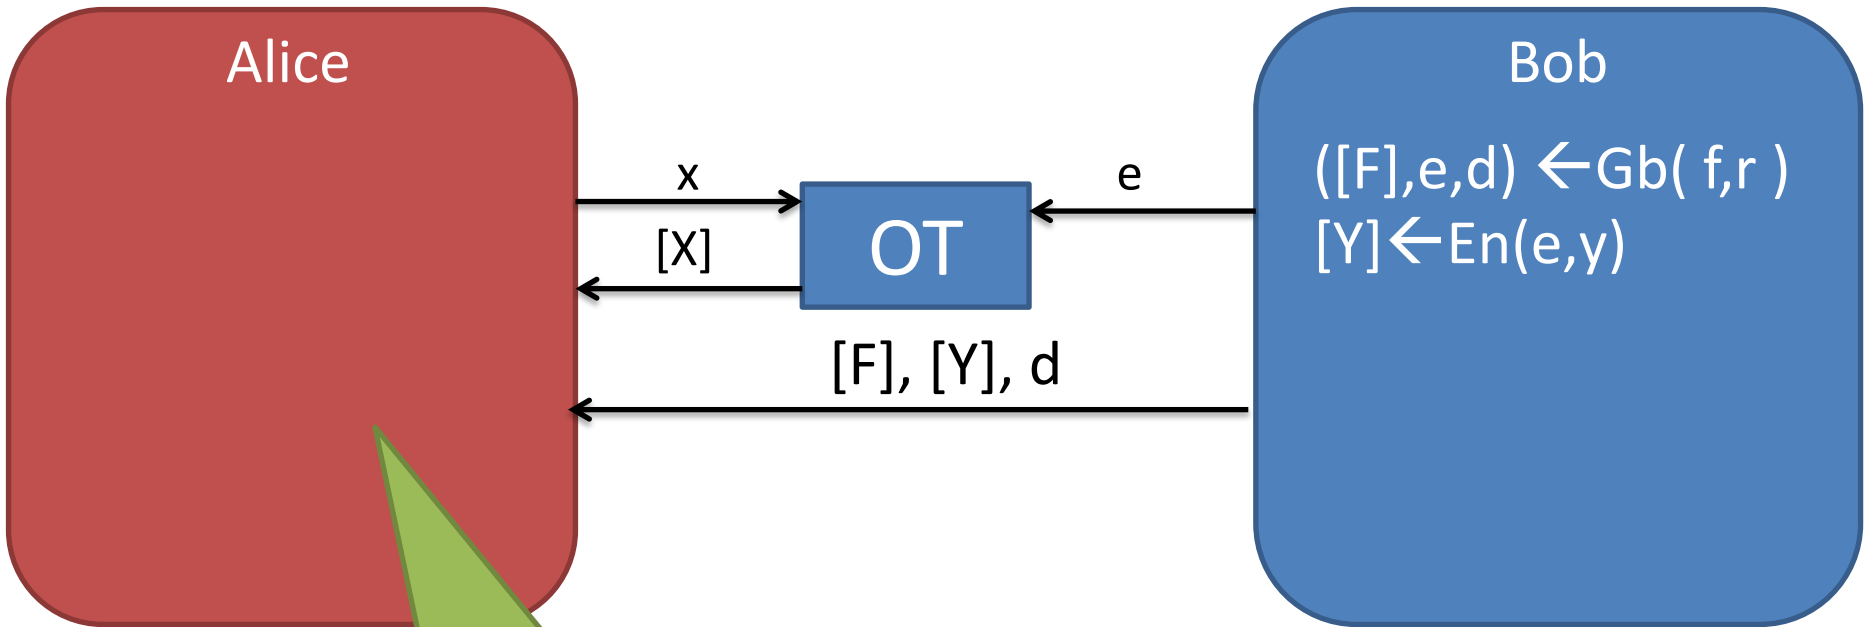 Alice
Bob
x
e
([F],e,d) ←Gb( f,r )
[X]
OT
[Y]←En(e,y)
[F], [Y], d